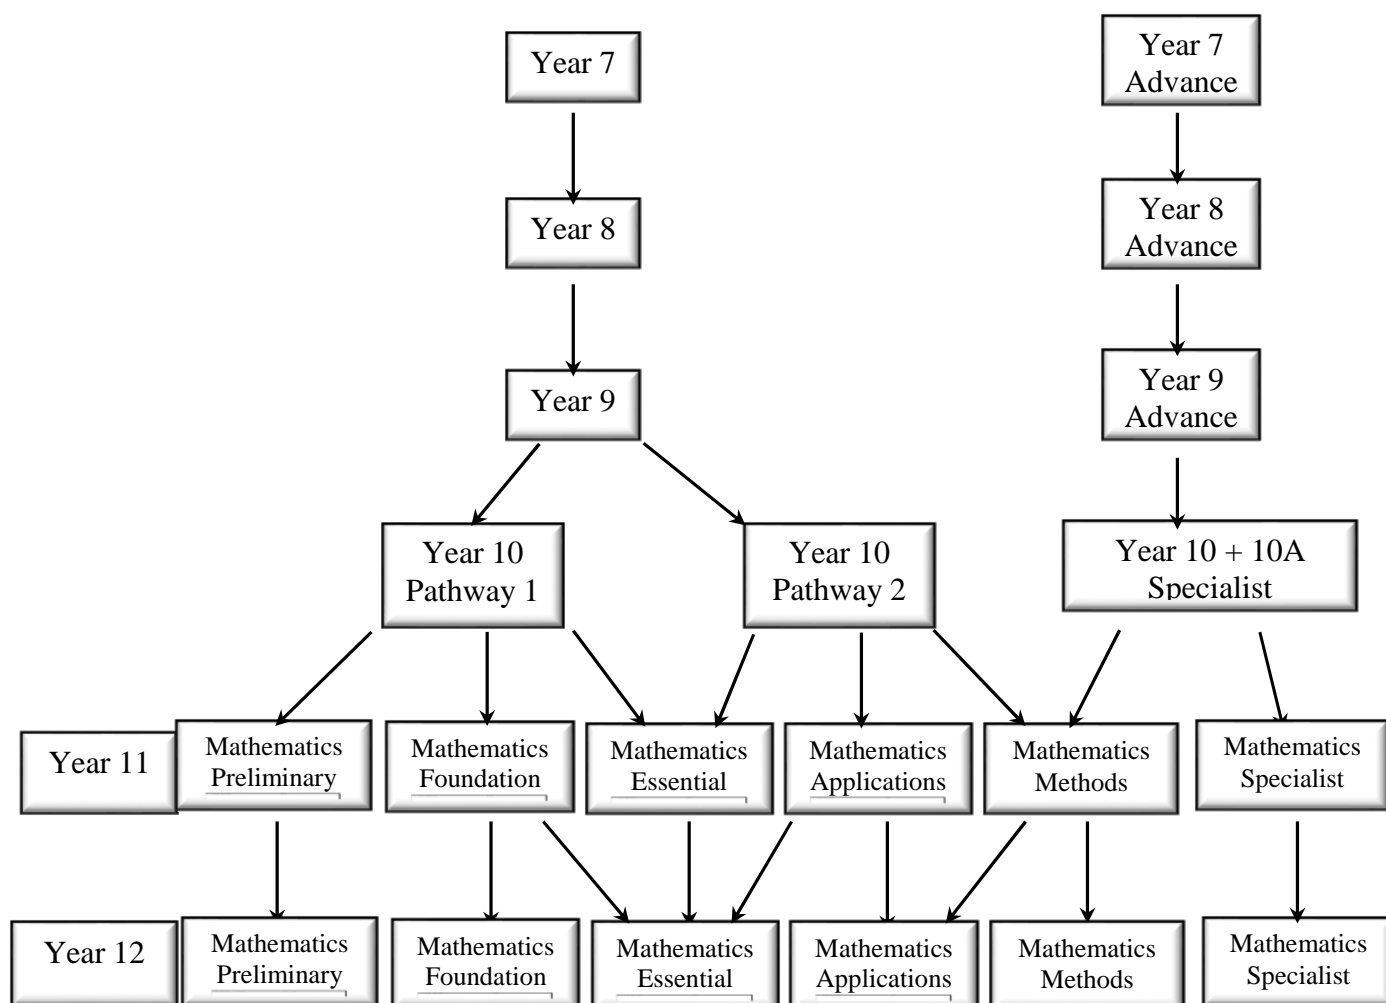 Year 7
Year 7
Advance
Year 8
Year 8
Advance
Year 9
Year 9
Advance
Year 10
Pathway 1
Year 10
Pathway 2
Year 10 + 10A
Specialist
Year 11
Mathematics
Preliminary
Mathematics
Foundation
Mathematics
Essential
Mathematics
Applications
Mathematics
Methods
Mathematics
Specialist
Year 12
Mathematics
Preliminary
Mathematics
Foundation
Mathematics
Essential
Mathematics
Applications
Mathematics
Methods
Mathematics
Specialist